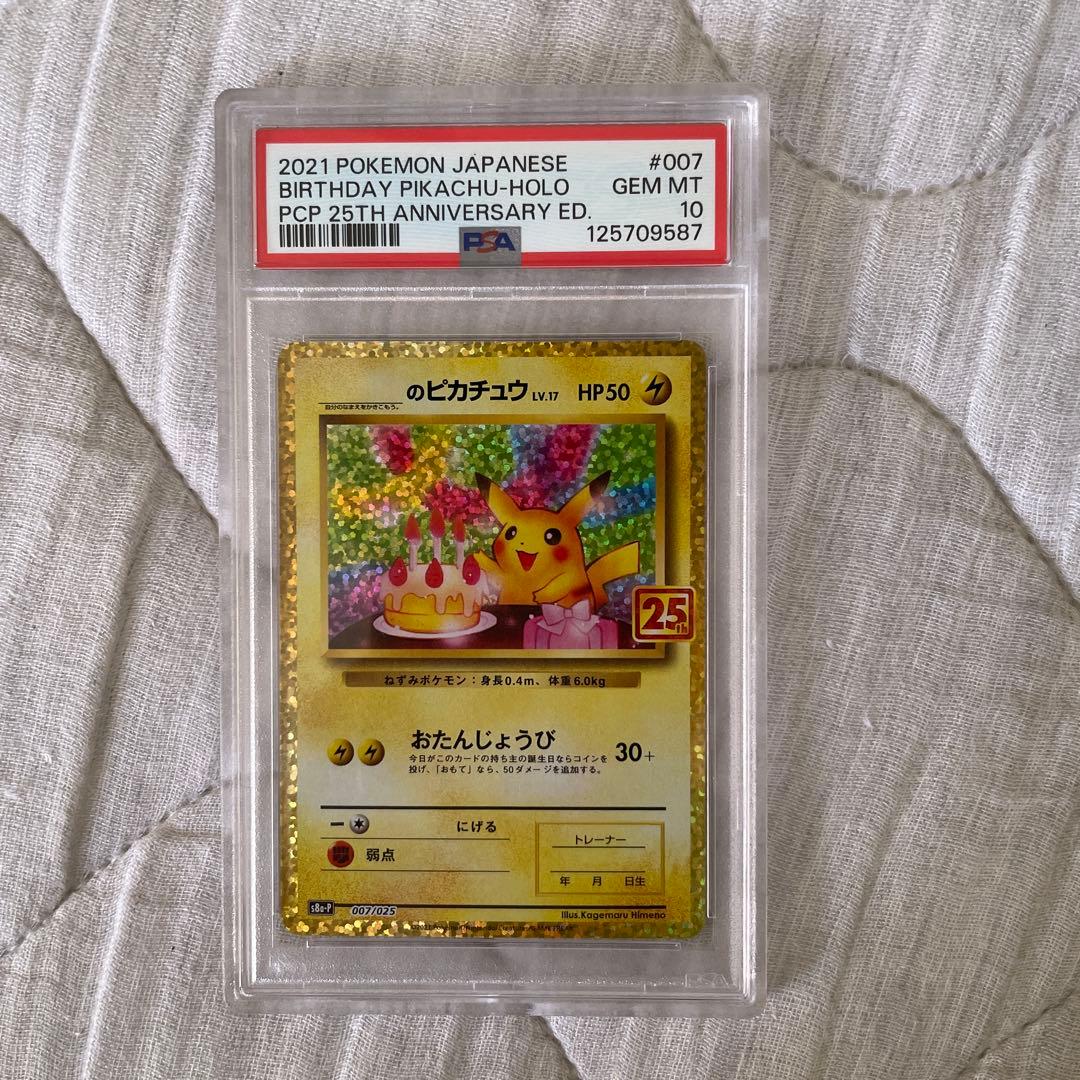 2021 POKEMON JAPANESE #007
BIRTHDAY PIKACHU-HOLO GEM MT
PCP 25TH ANNIVERSARY ED. 10
PSA 125709587
のピカチュウ LV.17 HP50
自分のなまえをかきこもう。
25th
ねずみポケモン:身長0.4m、体重6.0kg
おたんじょうび 30+
今日がこのカードの持ち主の誕生日ならコインを
投げ、「おもて」なら、50ダメージを追加する。
にげる
弱点
トレーナー
年 月 日生
s8a-P 007/025 Illus.Kagemaru Himeno
©2021 Pokémon/Nintendo/Creatures/GAME FREAK